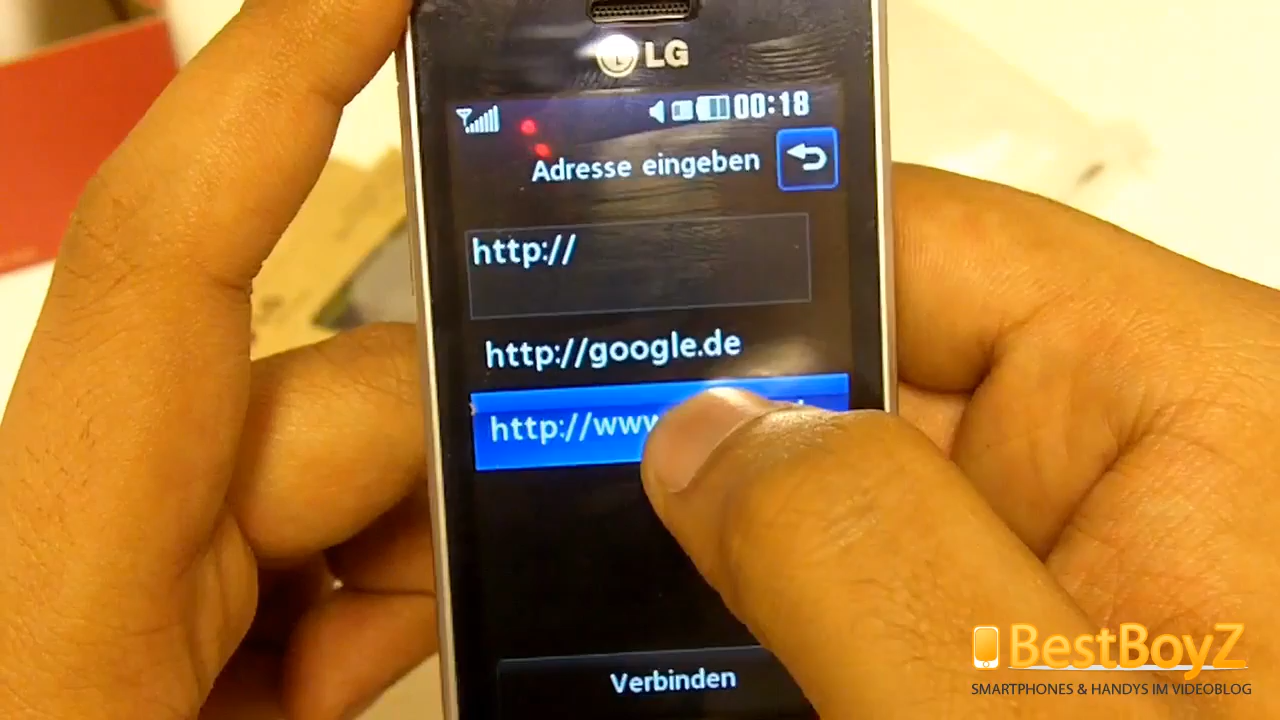 LG
00:18
Adresse eingeben
http://
http://google.de
http://www
Verbinden
BestBoyZ
SMARTPHONES & HANDYS IM VIDEOBLOG